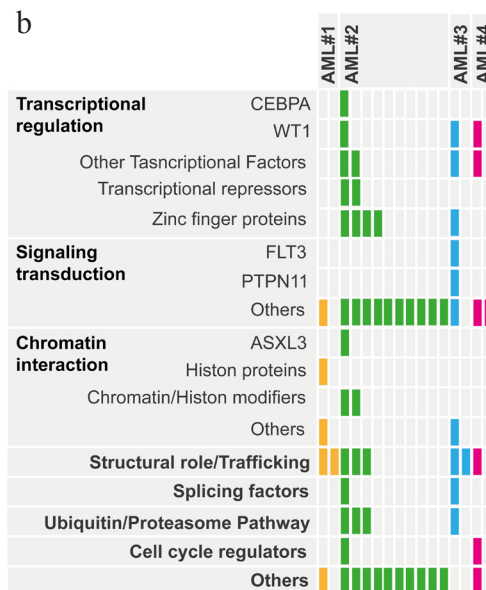 b
AML#1
AML#2
AML#3
AML#4
Transcriptional
regulation
CEBPA
WT1
Other Tasncriptional Factors
Transcriptional repressors
Zinc finger proteins
Signaling
transduction
FLT3
PTPN11
Others
Chromatin
interaction
ASXL3
Histon proteins
Chromatin/Histon modifiers
Others
Structural role/Trafficking
Splicing factors
Ubiquitin/Proteasome Pathway
Cell cycle regulators
Others